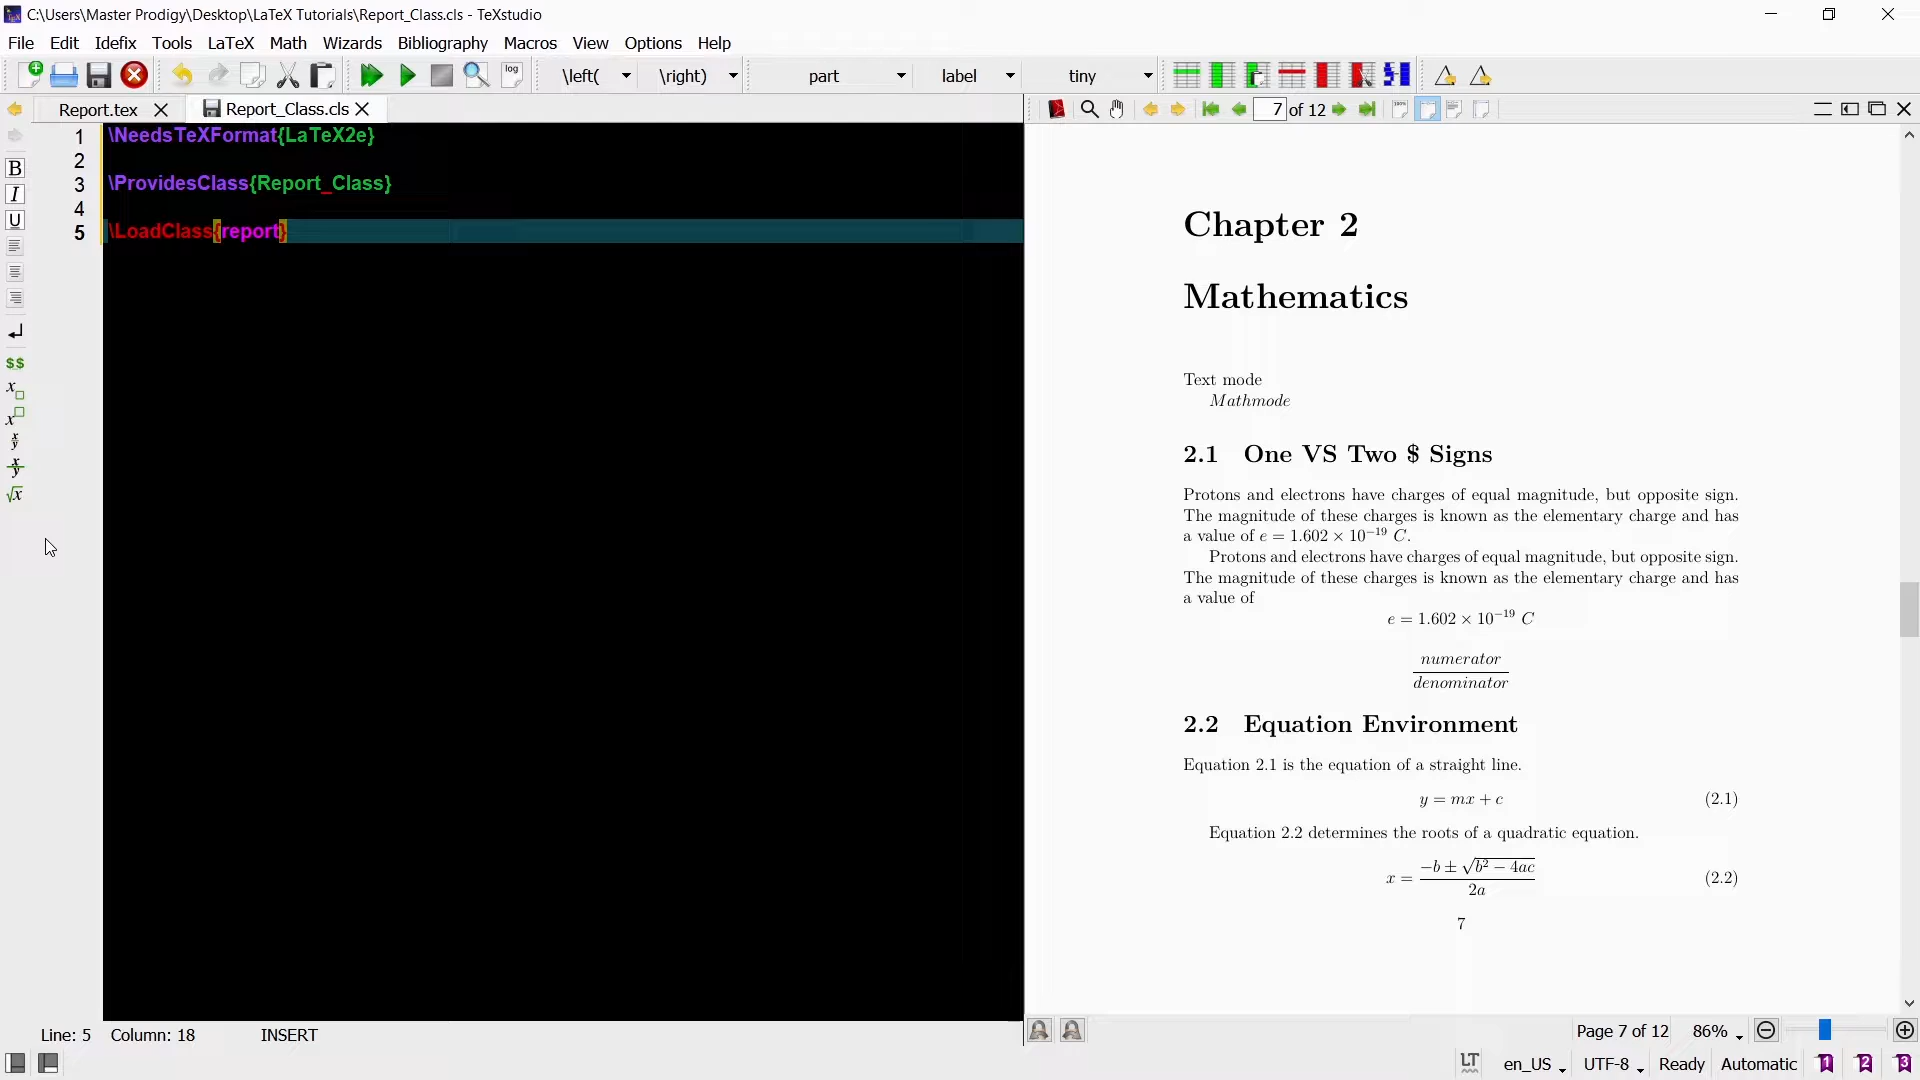 C:\Users\Master Prodigy\Desktop\LaTeX Tutorials\Report_Class.cls - TeXstudio
File Edit Idefix Tools LaTeX Math Wizards Bibliography Macros View Options Help
log \left( \right) part label tiny
Report.tex Report_Class.cls 7 of 12
1 \NeedsTeXFormat{LaTeX2e}
2
3 \ProvidesClass{Report_Class}
4
5 \LoadClass{report}
B
I
U
$$
x
x
x/y
x/y
√x
Chapter 2
Mathematics
Text mode
Mathmode
2.1 One VS Two $ Signs
Protons and electrons have charges of equal magnitude, but opposite sign.
The magnitude of these charges is known as the elementary charge and has
a value of e = 1.602 × 10⁻¹⁹ C.
Protons and electrons have charges of equal magnitude, but opposite sign.
The magnitude of these charges is known as the elementary charge and has
a value of
e = 1.602 × 10⁻¹⁹ C
numerator
denominator
2.2 Equation Environment
Equation 2.1 is the equation of a straight line.
y = mx + c (2.1)
Equation 2.2 determines the roots of a quadratic equation.
x = −b ± √b² − 4ac / 2a (2.2)
7
Line: 5 Column: 18 INSERT
Page 7 of 12 86%
LT en_US UTF-8 Ready Automatic 1 2 3